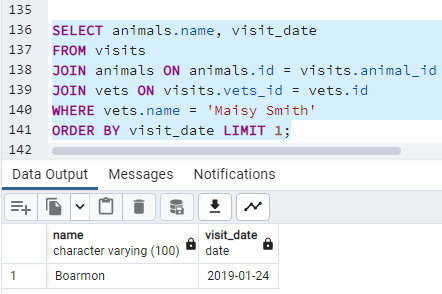 135
136 SELECT animals.name, visit_date
137 FROM visits
138 JOIN animals ON animals.id = visits.animal_id
139 JOIN vets ON visits.vets_id = vets.id
140 WHERE vets.name = 'Maisy Smith'
141 ORDER BY visit_date LIMIT 1;
142
Data Output Messages Notifications
name visit_date
character varying (100) date
1 Boarmon 2019-01-24